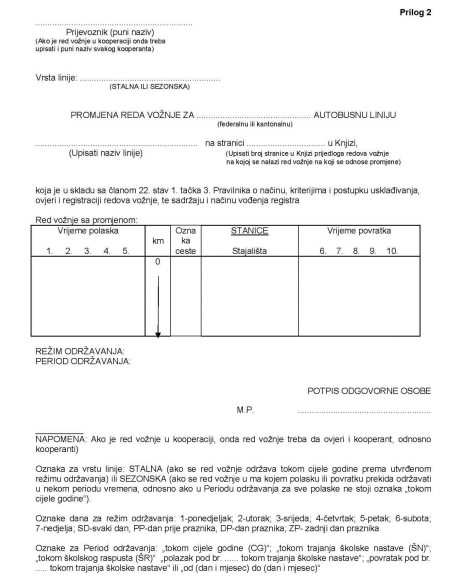 Prilog 2
............................................
Prijevoznik (puni naziv)
(Ako je red vožnje u kooperaciji onda treba
upisati i puni naziv svakog kooperanta)
Vrsta linije: ......................................................
(STALNA ILI SEZONSKA)
PROMJENA REDA VOŽNJE ZA ............................................ AUTOBUSNU LINIJU
(federalnu ili kantonalnu)
.............................................................. na stranici .............................. u Knjizi,
(Upisati naziv linije) (Upisati broj stranice u Knjizi prijedloga redova vožnje
na kojoj se nalazi red vožnje na koji se odnose promjene)
koja je u skladu sa članom 22. stav 1. tačka 3. Pravilnika o načinu, kriterijima i postupku usklađivanja,
ovjeri i registraciji redova vožnje, te sadržaju i načinu vođenja registra
Red vožnje sa promjenom:
Vrijeme polaska km Ozna STANICE Vrijeme povratka
ka
1. 2. 3. 4. 5. ceste Stajališta 6. 7. 8. 9. 10.
0
REŽIM ODRŽAVANJA:
PERIOD ODRŽAVANJA:
POTPIS ODGOVORNE OSOBE
M.P. ....................................................
NAPOMENA: Ako je red vožnje u kooperaciji, onda red vožnje treba da ovjeri i kooperant, odnosno
kooperanti)
Oznaka za vrstu linije: STALNA (ako se red vožnje održava tokom cijele godine prema utvrđenom
režimu održavanja) ili SEZONSKA (ako se red vožnje u ma kojem polasku ili povratku prekida održavati
u nekom periodu vremena, odnosno ako u Periodu održavanja za sve polaske ne stoji oznaka „tokom
cijele godine“).
Oznake dana za režim održavanja: 1-ponedjeljak; 2-utorak; 3-srijeda; 4-četvrtak; 5-petak; 6-subota;
7-nedjelja; SD-svaki dan, PP-dan prije praznika, DP-dan praznika; ZP- zadnji dan praznika
Oznake za Period održavanja: „tokom cijele godine (CG)“; „tokom trajanja školske nastave (ŠN)“;
„tokom školskog raspusta (ŠR)“ „polazak pod br. ....... tokom trajanja školske nastave“; „povratak pod br.
..... tokom trajanja školske nastave“ ili „od (dan i mjesec) do (dan i mjesec)“